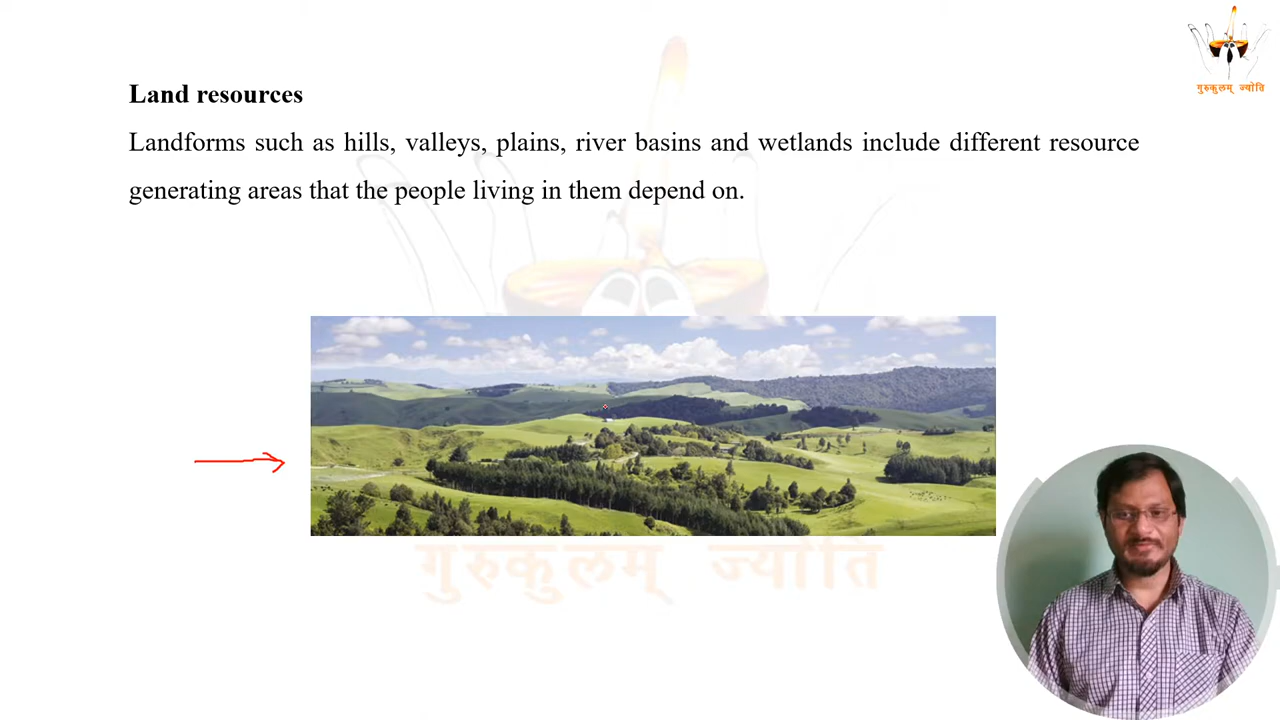 गुरुकुलम् ज्योति
Land resources
Landforms such as hills, valleys, plains, river basins and wetlands include different resource
generating areas that the people living in them depend on.
गुरुकुलम् ज्योति